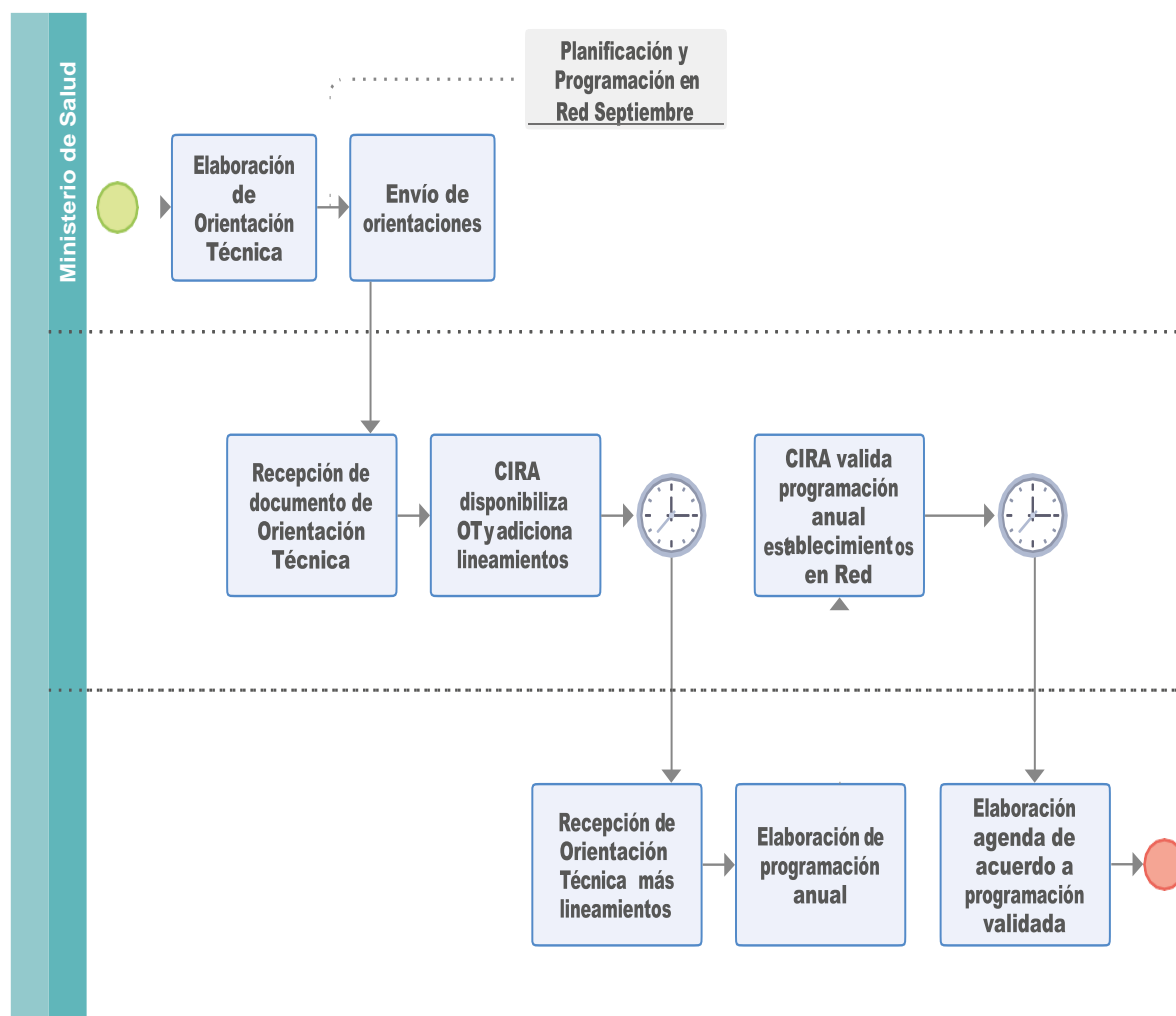 Ministerio de Salud
Planificación y
Programación en
Red Septiembre
Elaboración
de
Orientación
Técnica
Envío de
orientaciones
Recepción de
documento de
Orientación
Técnica
CIRA
disponibiliza
OT y adiciona
lineamientos
CIRA valida
programación
anual
establecimientos
en Red
Recepción de
Orientación
Técnica más
lineamientos
Elaboración de
programación
anual
Elaboración
agenda de
acuerdo a
programación
validada